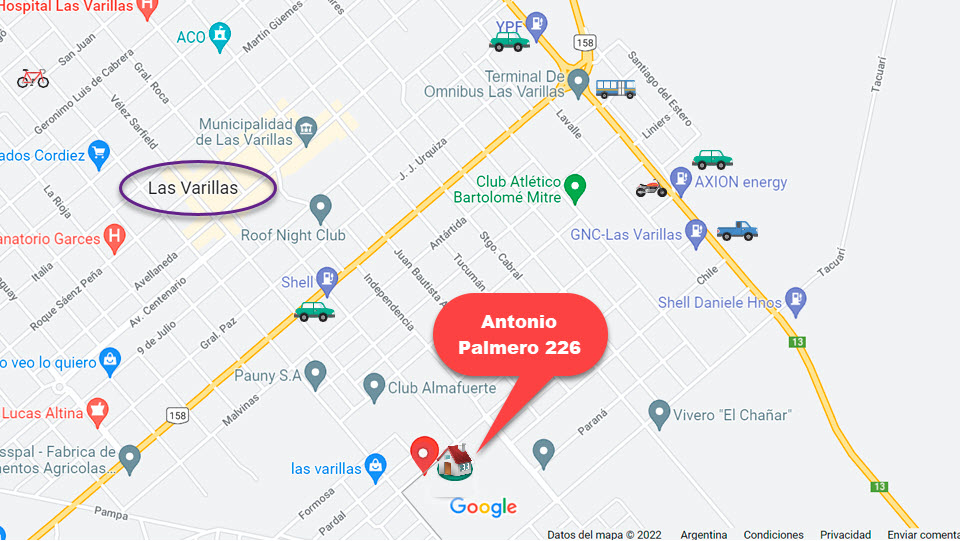 Hospital Las Varillas
ACO
Martín Güemes
San Juan
Geronimo Luis de Cabrera
Gral. Roca
Vélez Sarfield
YPF
158
Terminal De
Omnibus Las Varillas
Santiago del Estero
Tacuarí
Liniers
Lavalle
Municipalidad
de Las Varillas
J. J. Urquiza
ados Cordiez
Las Varillas
La Rioja
Club Atlético
Bartolomé Mitre
AXION energy
Roof Night Club
GNC-Las Varillas
anatorio Garces
Italia
Roque Sáenz Peña
Avellaneda
Av. Centenario
9 de Julio
Gral. Paz
Antártida
Stgo. Cabral
Tucumán
Juan Bautista A
Independencia
Chile
Tacuarí
Shell
Shell Daniele Hnos
13
Antonio
Palmero 226
o veo lo quiero
Pauny S.A
Club Almafuerte
Malvinas
Lucas Altina
158
Paraná
Vivero "El Chañar"
sspal - Fabrica de
mentos Agricolas...
las varillas
Formosa
Pardal
Pampa
13
Google
Datos del mapa © 2022 Argentina Condiciones Privacidad Enviar comenta